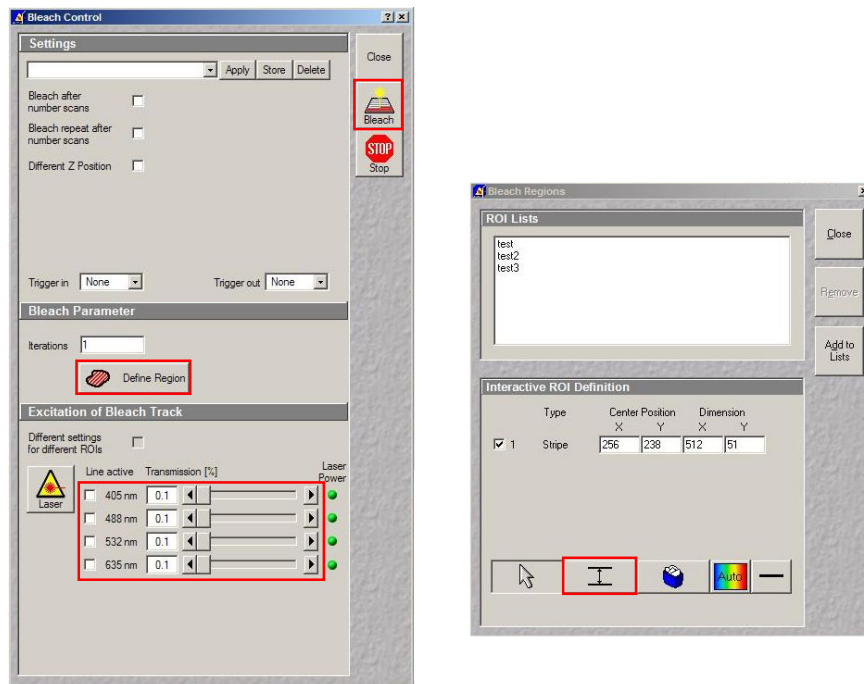 Bleach Control
Settings
Close
Apply Store Delete
Bleach after
number scans
Bleach
Bleach repeat after
number scans
STOP
Stop
Different Z Position
Trigger in None Trigger out None
Bleach Parameter
Iterations 1
Define Region
Excitation of Bleach Track
Different settings
for different ROIs
Laser
Power
Line active Transmission [%]
Laser
405 nm 0.1
488 nm 0.1
532 nm 0.1
635 nm 0.1
Bleach Regions
ROI Lists
Close
test
test2
test3
Remove
Add to
Lists
Interactive ROI Definition
Type Center Position Dimension
X Y X Y
1 Stripe 256 238 512 51
Auto